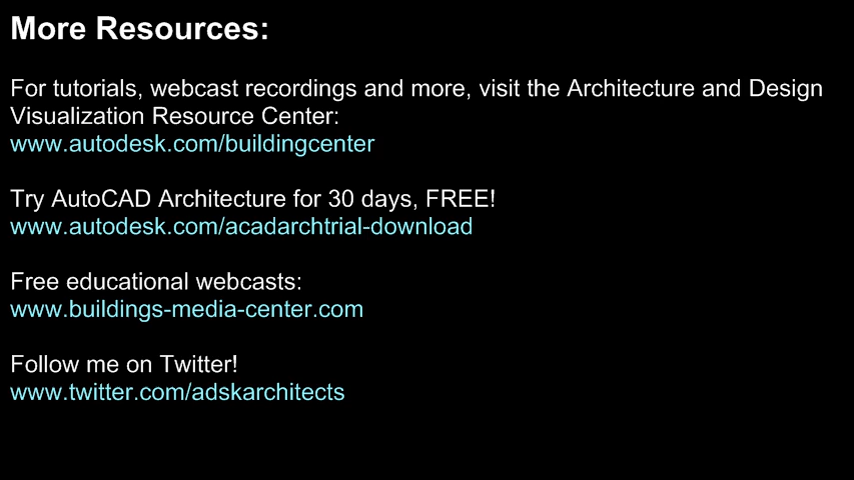 More Resources:
For tutorials, webcast recordings and more, visit the Architecture and Design
Visualization Resource Center:
www.autodesk.com/buildingcenter
Try AutoCAD Architecture for 30 days, FREE!
www.autodesk.com/acadarchtrial-download
Free educational webcasts:
www.buildings-media-center.com
Follow me on Twitter!
www.twitter.com/adskarchitects